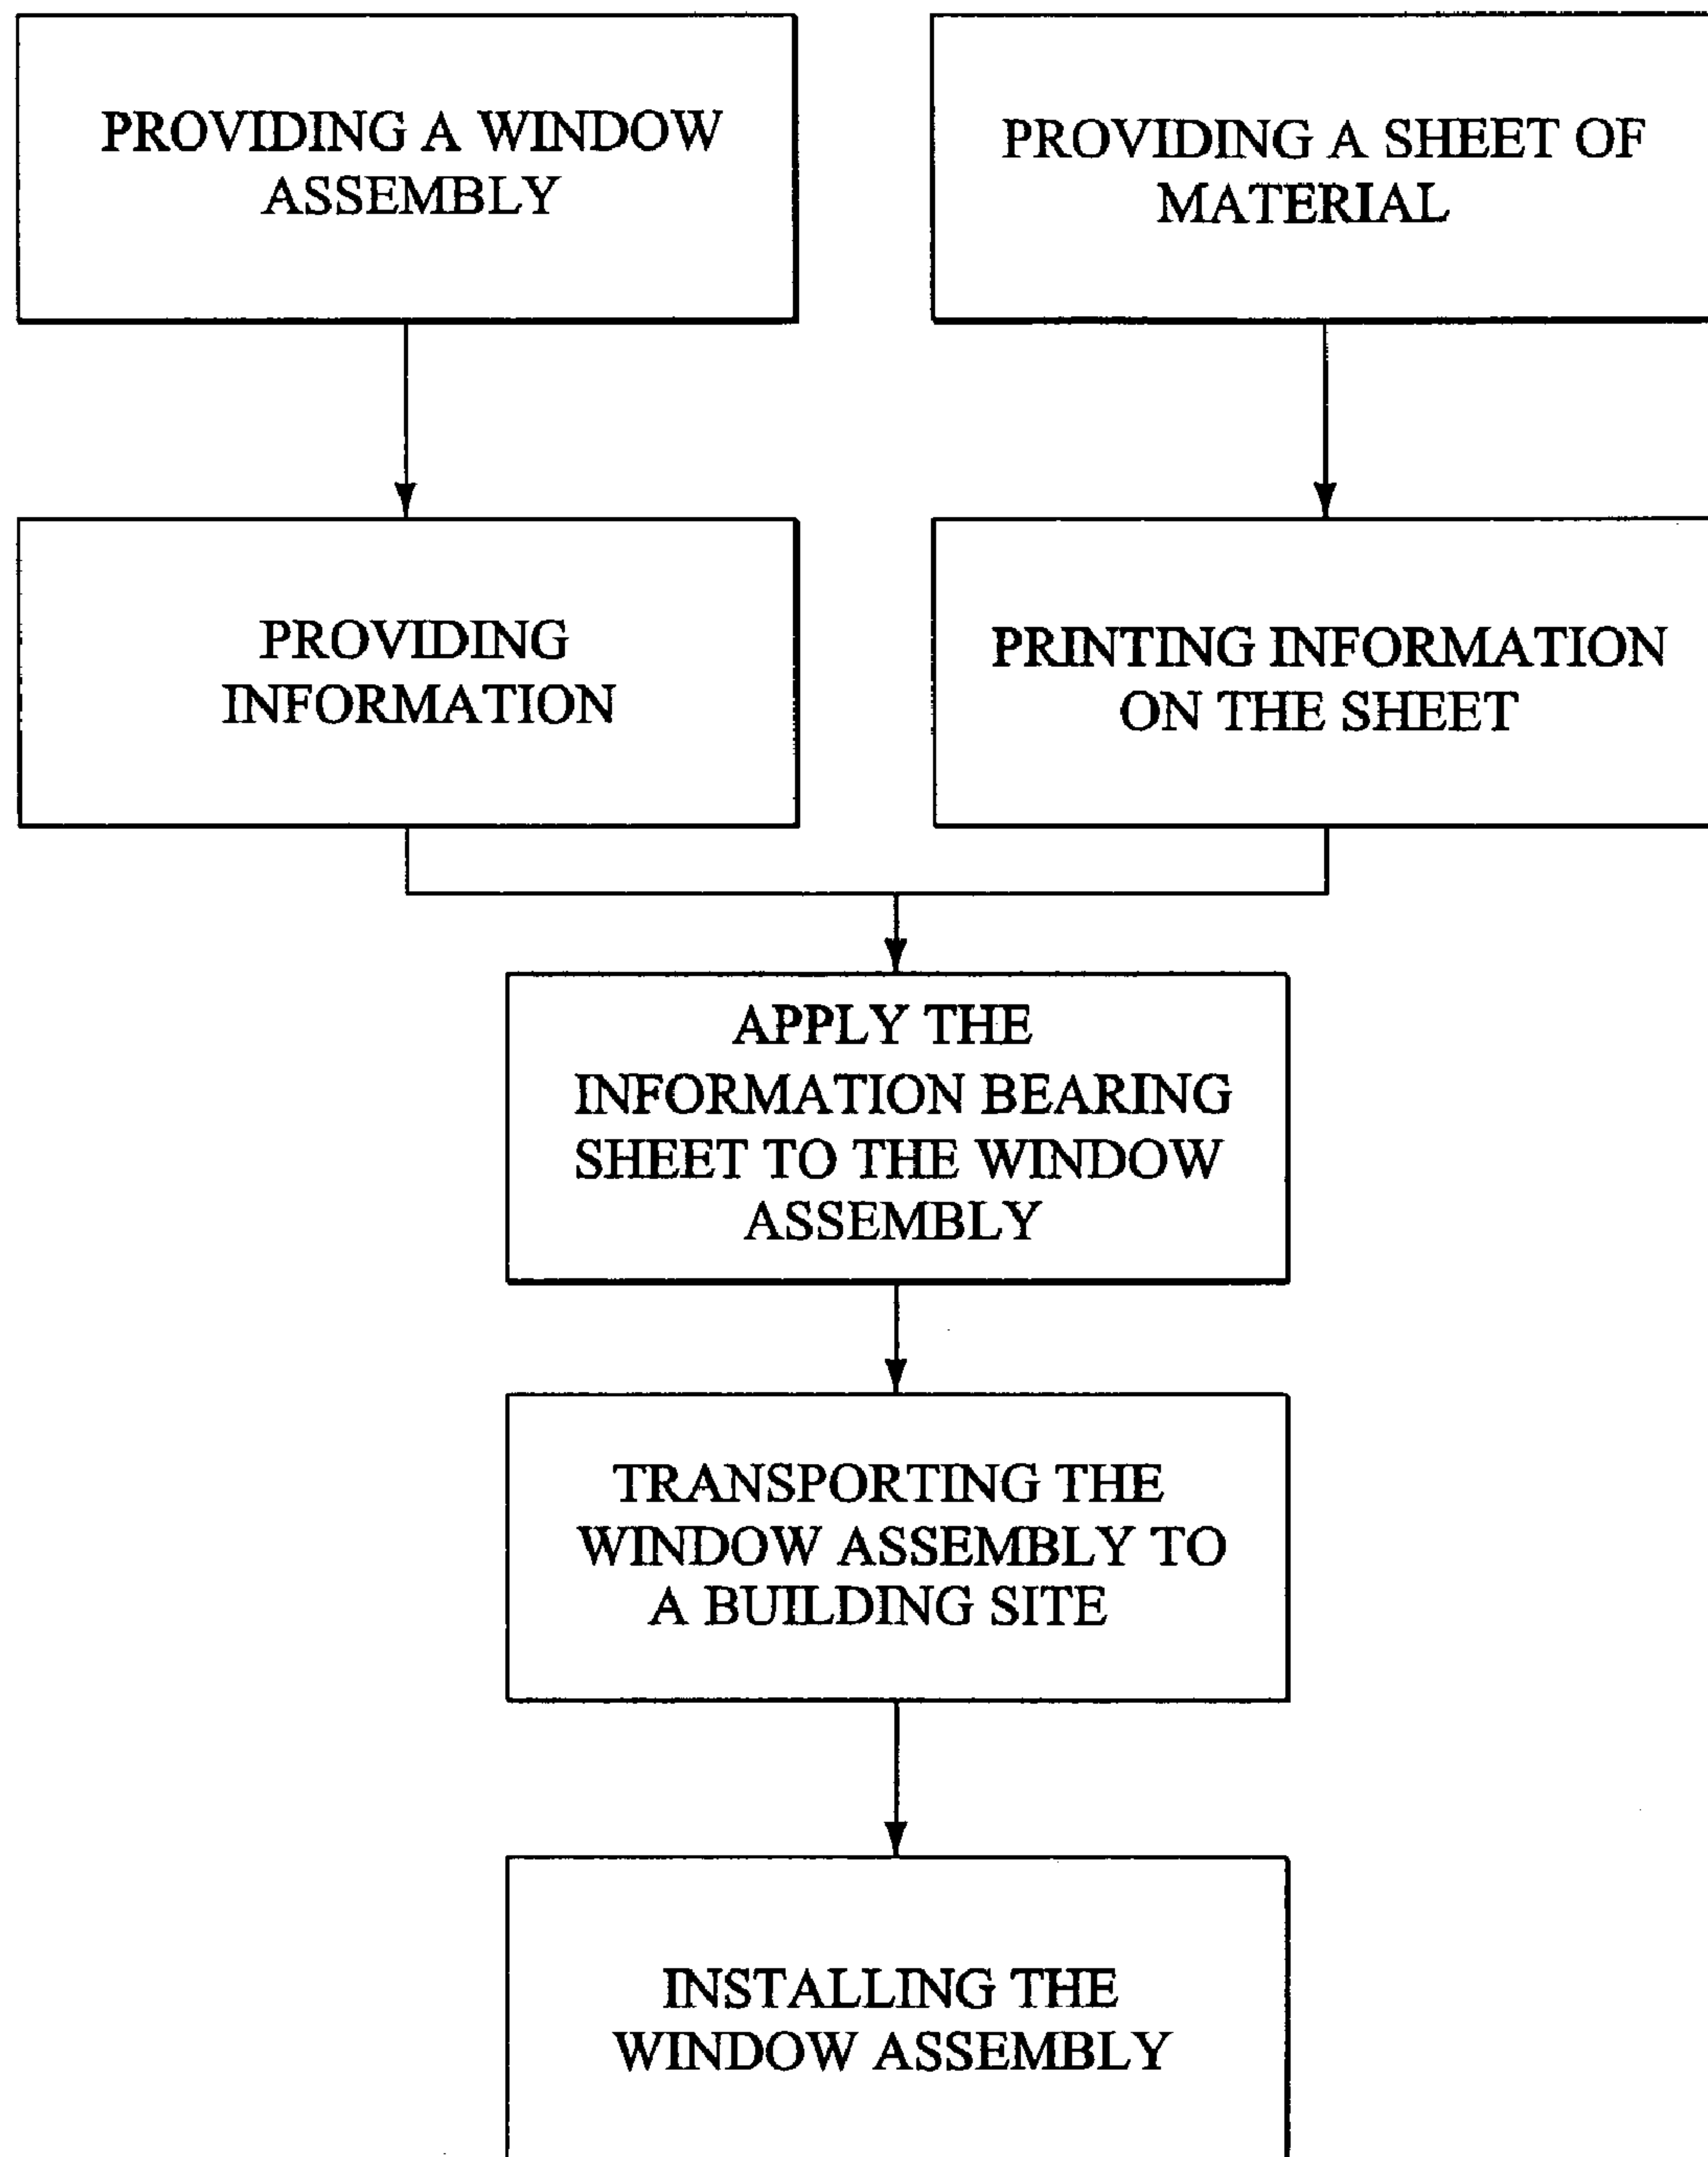 PROVIDING A WINDOW
ASSEMBLY
PROVIDING A SHEET OF
MATERIAL
PROVIDING
INFORMATION
PRINTING INFORMATION
ON THE SHEET
APPLY THE
INFORMATION BEARING
SHEET TO THE WINDOW
ASSEMBLY
TRANSPORTING THE
WINDOW ASSEMBLY TO
A BUILDING SITE
INSTALLING THE
WINDOW ASSEMBLY